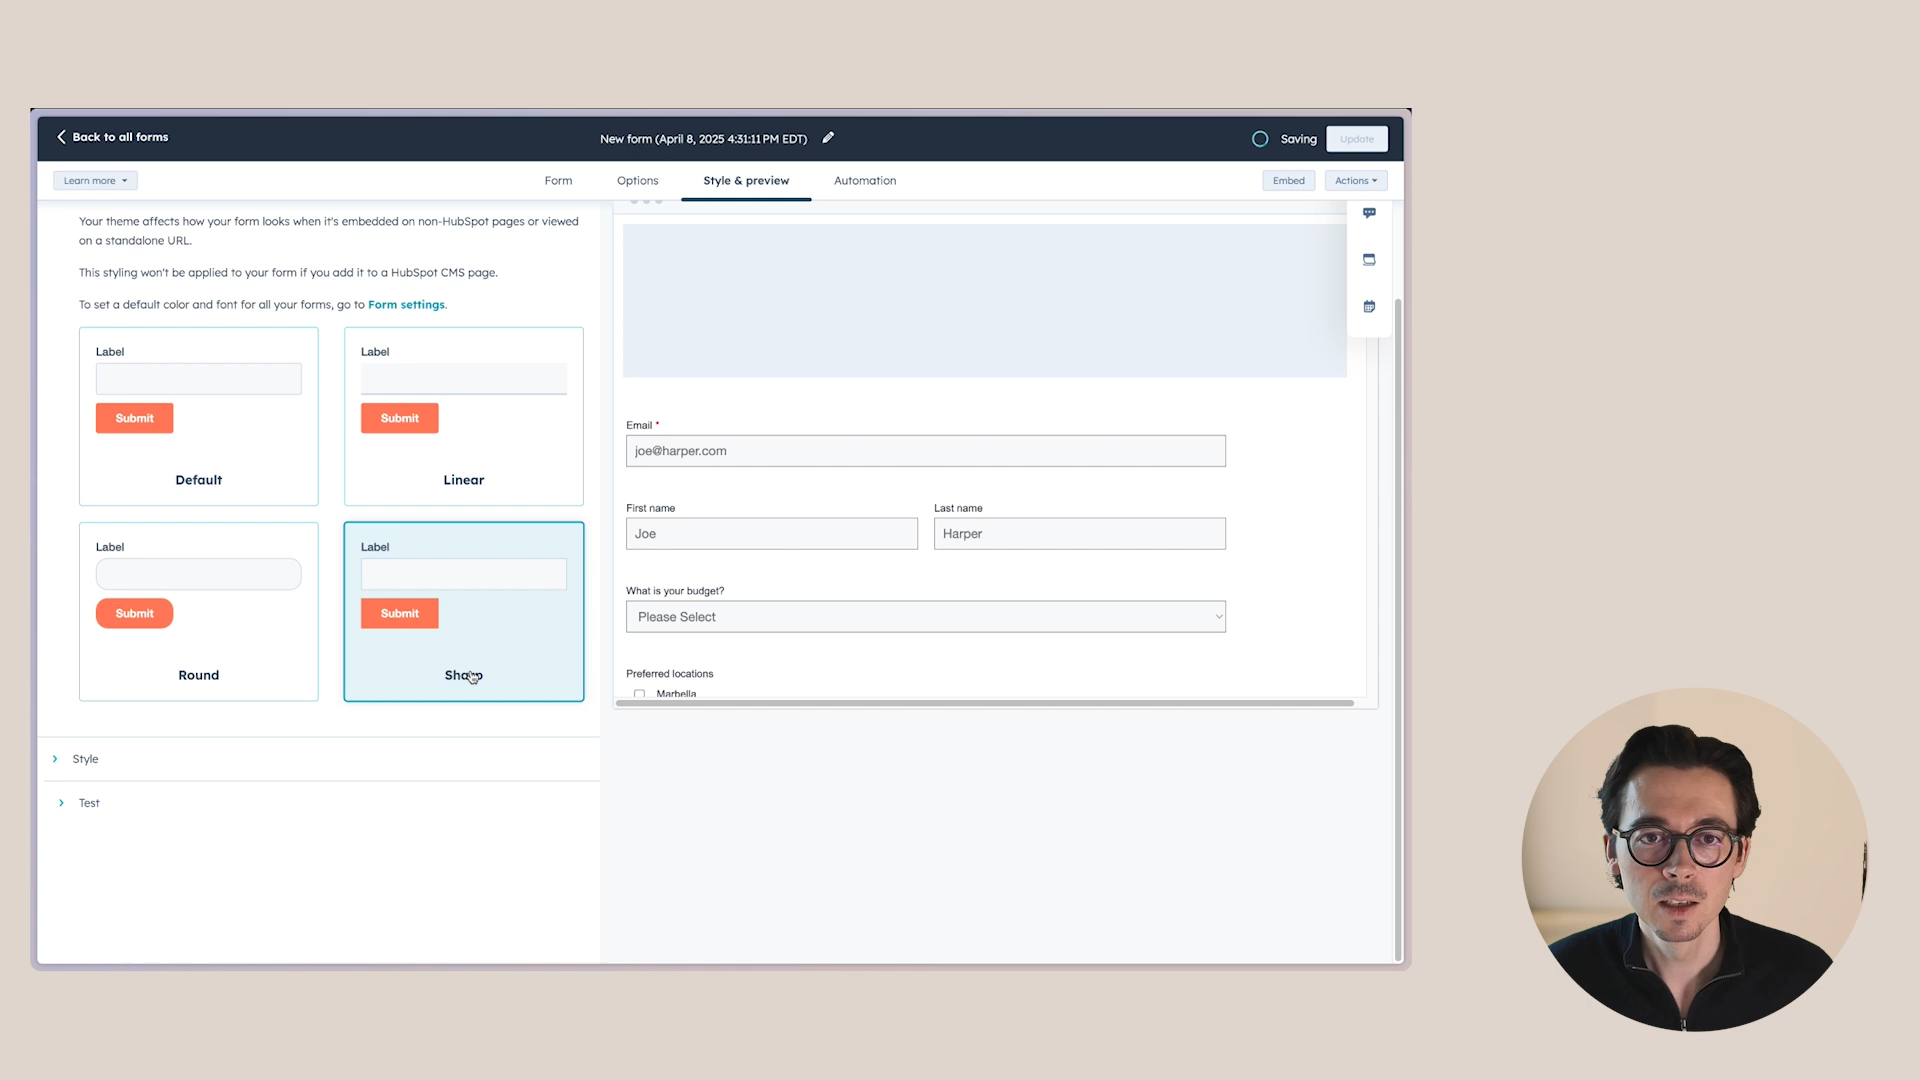 Back to all forms
New form (April 8, 2025 4:31:11 PM EDT)
Saving
Update
Learn more
Form
Options
Style & preview
Automation
Embed
Actions
Your theme affects how your form looks when it's embedded on non-HubSpot pages or viewed
on a standalone URL.
This styling won't be applied to your form if you add it to a HubSpot CMS page.
To set a default color and font for all your forms, go to Form settings.
Label
Submit
Default
Label
Submit
Linear
Label
Submit
Round
Label
Submit
Sharp
Style
Test
Email *
joe@harper.com
First name
Joe
Last name
Harper
What is your budget?
Please Select
Preferred locations
Marbella